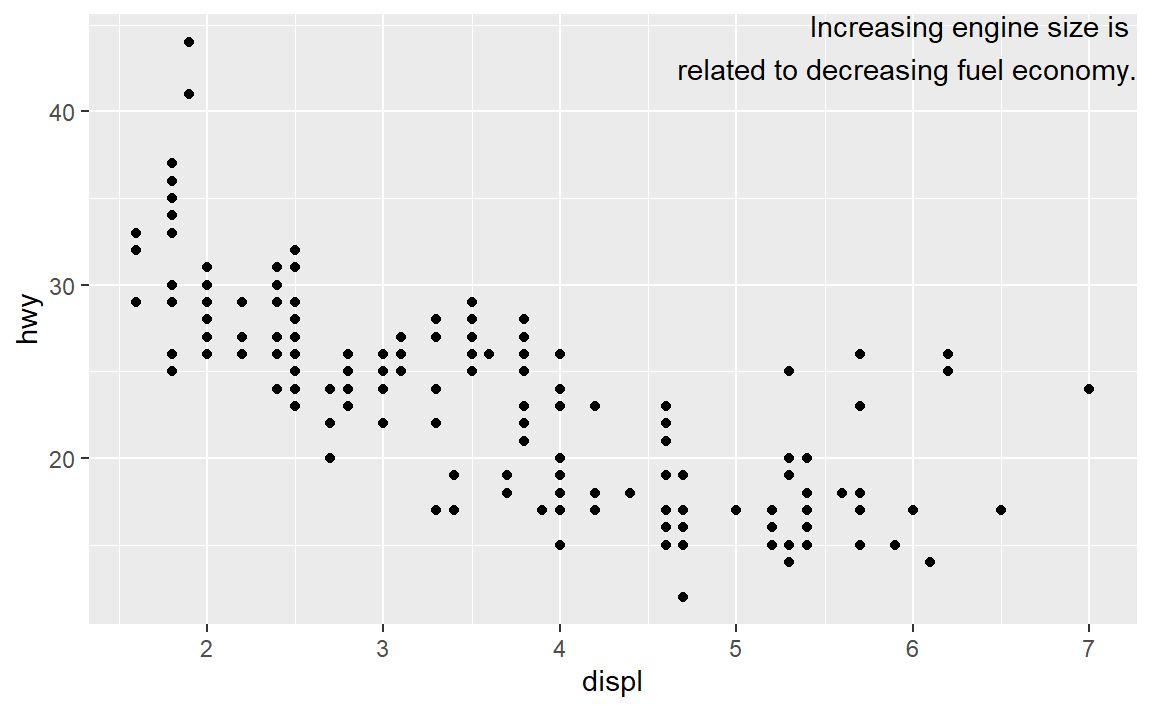 Increasing engine size is
related to decreasing fuel economy.
40
30
20
hwy
2 3 4 5 6 7
displ